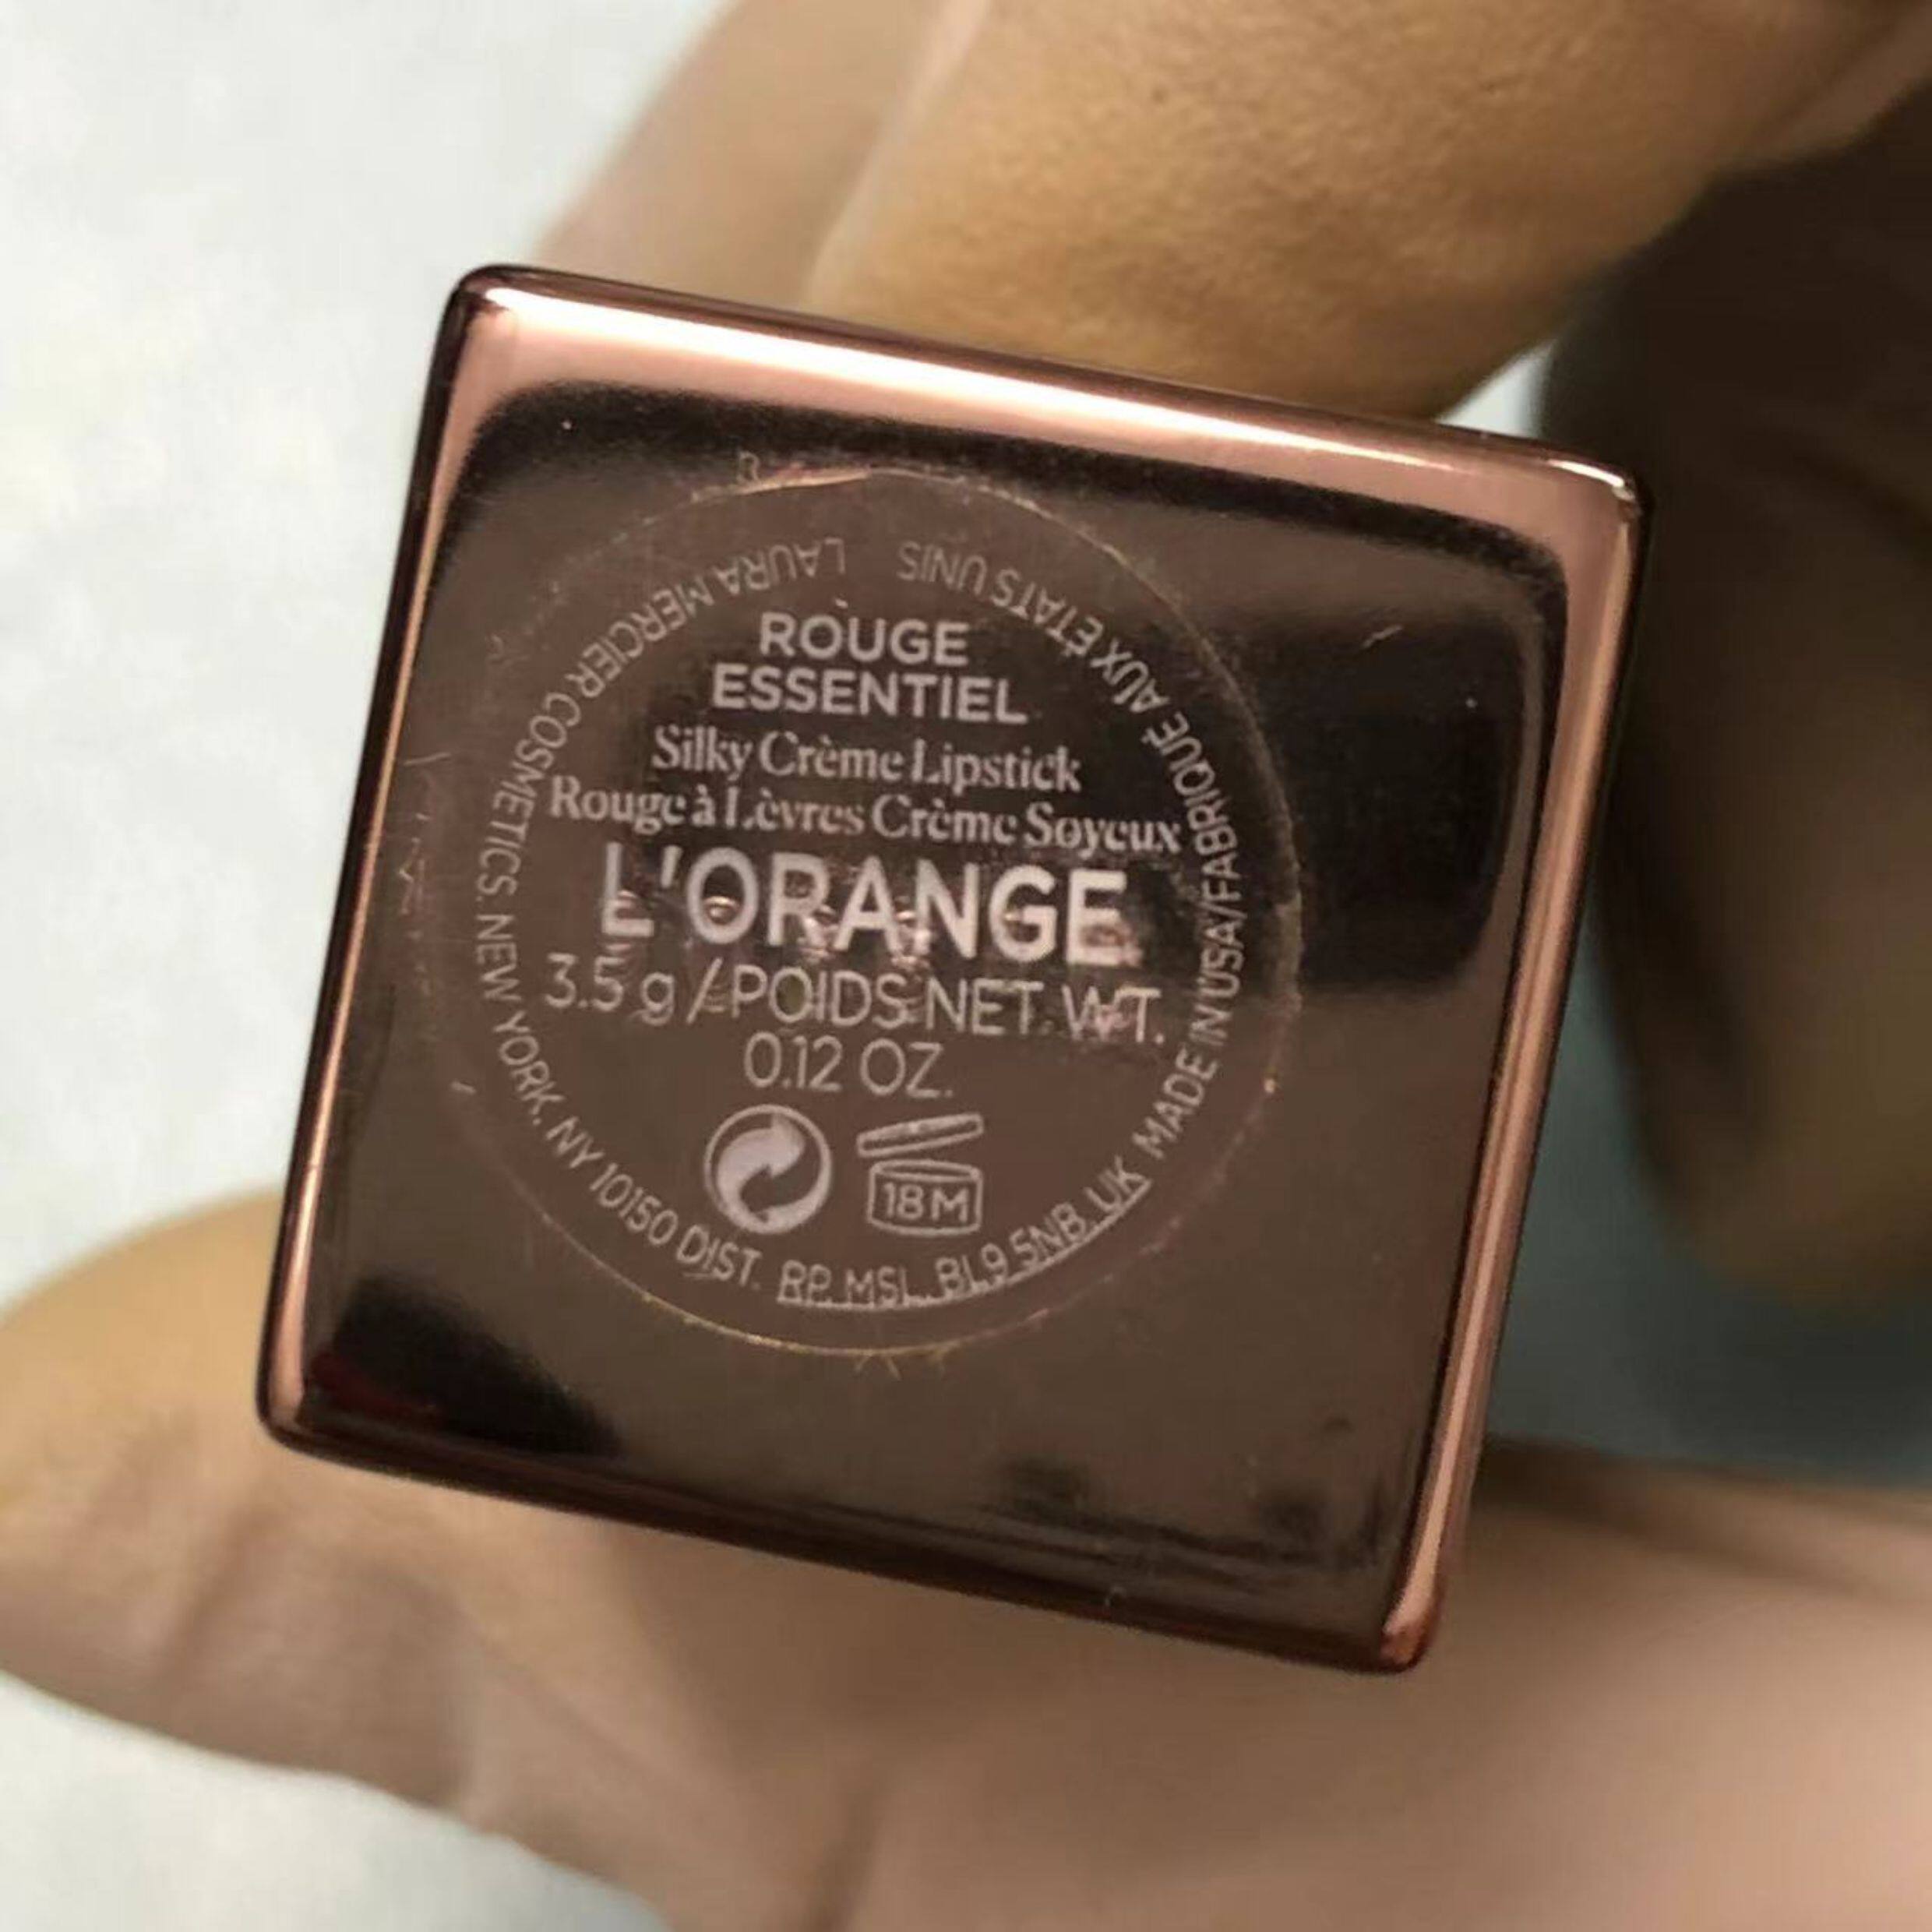 ROUGE
ESSENTIEL
Silky Crème Lipstick
Rouge à Lèvres Crème Soyeux
L'ORANGE
3.5 g / POIDS NET WT.
0.12 OZ.
18M
LAURA MERCIER COSMETICS. NEW YORK, NY 10150 DIST. RP. MSL. BL9 5NB. UK MADE IN USA/FABRIQUÉ AUX ÉTATS UNIS